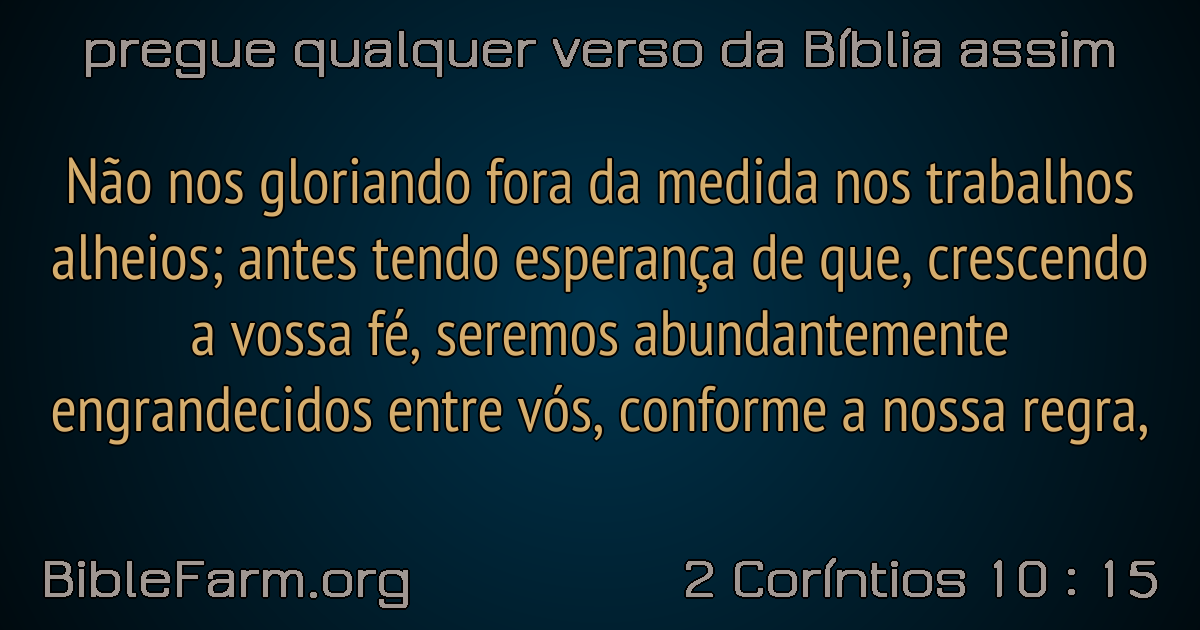 pregue qualquer verso da Bíblia assim
Não nos gloriando fora da medida nos trabalhos
alheios; antes tendo esperança de que, crescendo
a vossa fé, seremos abundantemente
engrandecidos entre vós, conforme a nossa regra,
BibleFarm.org
2 Coríntios 10 : 15